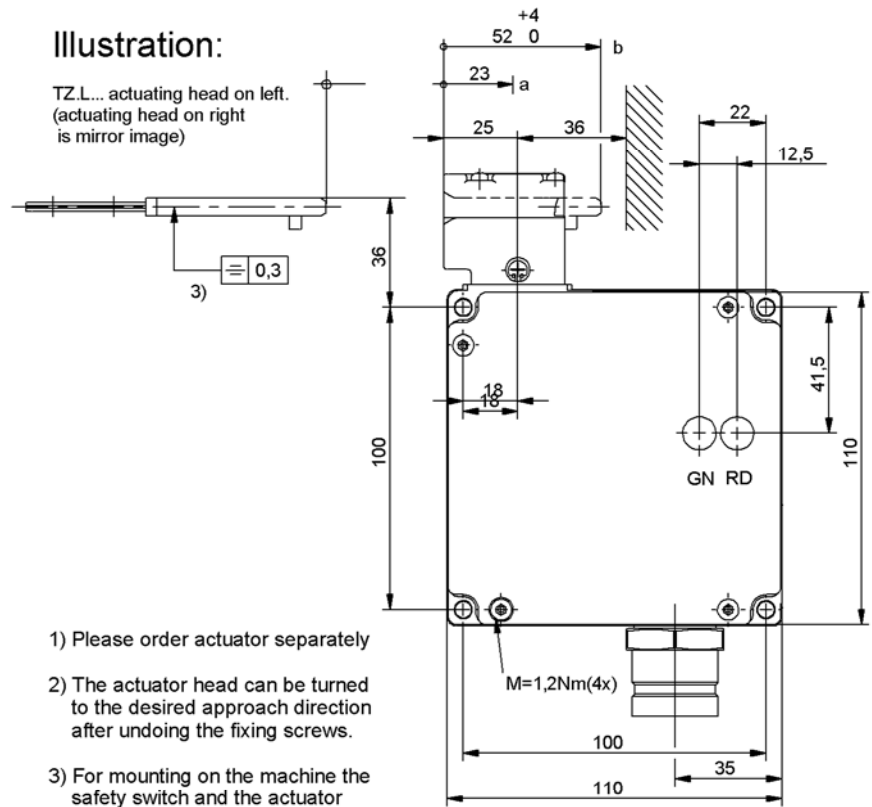 Illustration:
TZ.L... actuating head on left.
(actuating head on right
is mirror image)
+4
52 0
b
23
a
25
36
22
12,5
36
0,3
3)
18
18
41,5
100
110
GN RD
1) Please order actuator separately
2) The actuator head can be turned
to the desired approach direction
after undoing the fixing screws.
3) For mounting on the machine the
safety switch and the actuator
M=1,2Nm(4x)
100
35
110